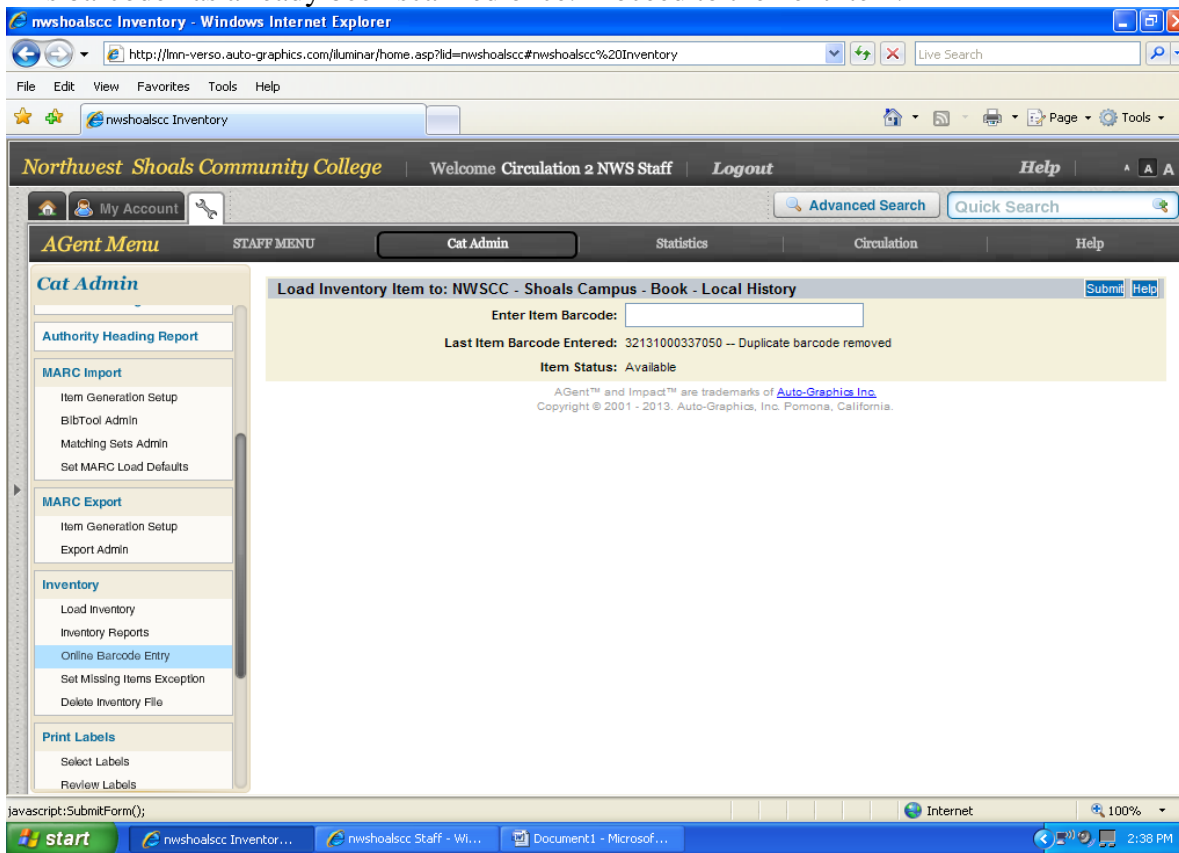 nwshoalscc Inventory - Windows Internet Explorer
http://lmn-verso.auto-graphics.com/iluminar/home.asp?lid=nwshoalscc#nwshoalscc%20Inventory
Live Search
File Edit View Favorites Tools Help
nwshoalscc Inventory
Page Tools
Northwest Shoals Community College | Welcome Circulation 2 NWS Staff | Logout Help | A A A
My Account
Advanced Search
Quick Search
AGent Menu STAFF MENU Cat Admin Statistics | Circulation | Help
Cat Admin
Authority Heading Report
MARC Import
Item Generation Setup
BibTool Admin
Matching Sets Admin
Set MARC Load Defaults
MARC Export
Item Generation Setup
Export Admin
Inventory
Load Inventory
Inventory Reports
Online Barcode Entry
Set Missing Items Exception
Delete Inventory File
Print Labels
Select Labels
Review Labels
Load Inventory Item to: NWSCC - Shoals Campus - Book - Local History
Submit Help
Enter Item Barcode:
Last Item Barcode Entered: 32131000337050 -- Duplicate barcode removed
Item Status: Available
AGent™ and Impact™ are trademarks of Auto-Graphics Inc.
Copyright © 2001 - 2013. Auto-Graphics, Inc. Pomona, California.
javascript:SubmitForm();
Internet
100%
start
nwshoalscc Inventor...
nwshoalscc Staff - Wi...
Document1 - Microsof...
2:38 PM